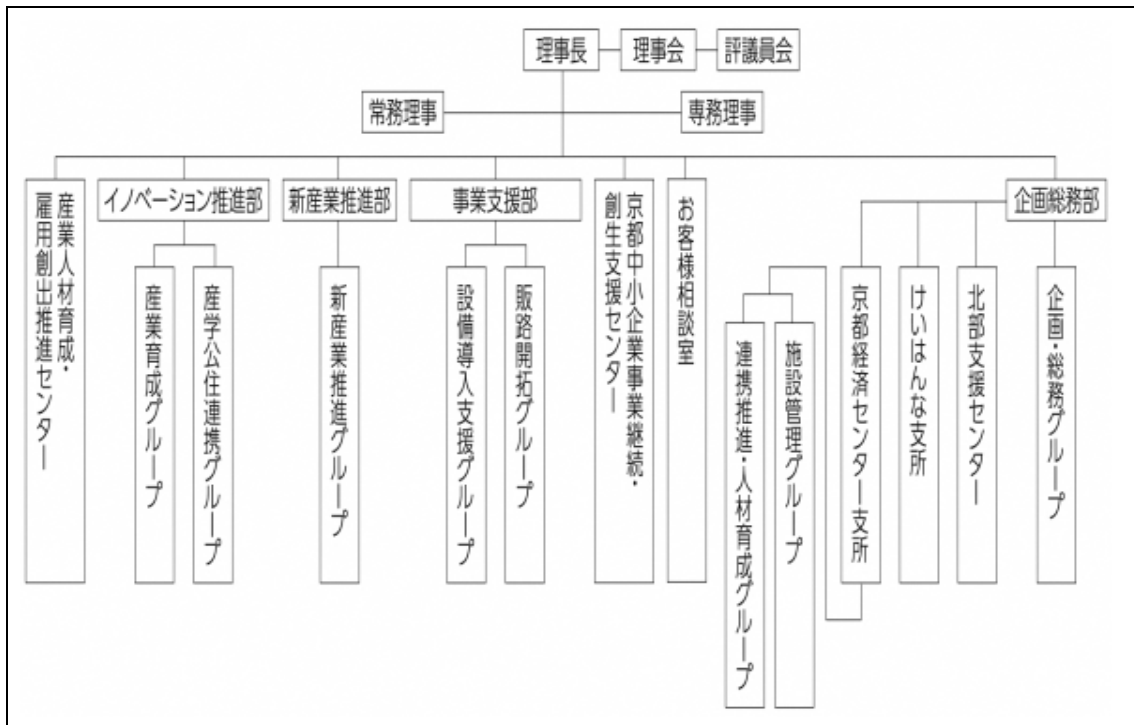 理事長
理事会
評議員会
常務理事
専務理事
企画総務部
企画・総務グループ
北部支援センター
けいはんな支所
京都経済センター支所
施設管理グループ
連携推進・人材育成グループ
お客様相談室
京都中小企業事業継続・
創生支援センター
事業支援部
販路開拓グループ
設備導入支援グループ
新産業推進部
新産業推進グループ
イノベーション推進部
産学公住連携グループ
産業育成グループ
産業人材育成・
雇用創出推進センター